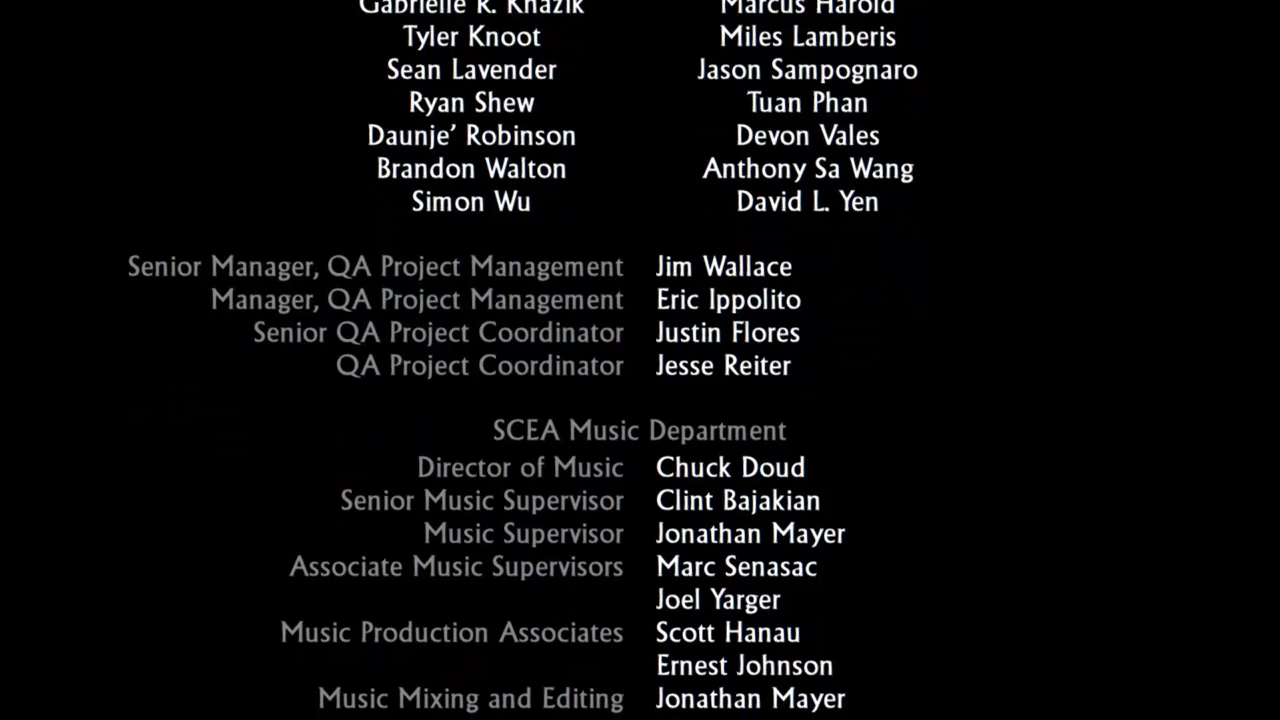 Gabrielle R. Khazik Marcus Harold
Tyler Knoot Miles Lamberis
Sean Lavender Jason Sampognaro
Ryan Shew Tuan Phan
Daunje’ Robinson Devon Vales
Brandon Walton Anthony Sa Wang
Simon Wu David L. Yen
Senior Manager, QA Project Management Jim Wallace
Manager, QA Project Management Eric Ippolito
Senior QA Project Coordinator Justin Flores
QA Project Coordinator Jesse Reiter
SCEA Music Department
Director of Music Chuck Doud
Senior Music Supervisor Clint Bajakian
Music Supervisor Jonathan Mayer
Associate Music Supervisors Marc Senasac
Joel Yarger
Music Production Associates Scott Hanau
Ernest Johnson
Music Mixing and Editing Jonathan Mayer